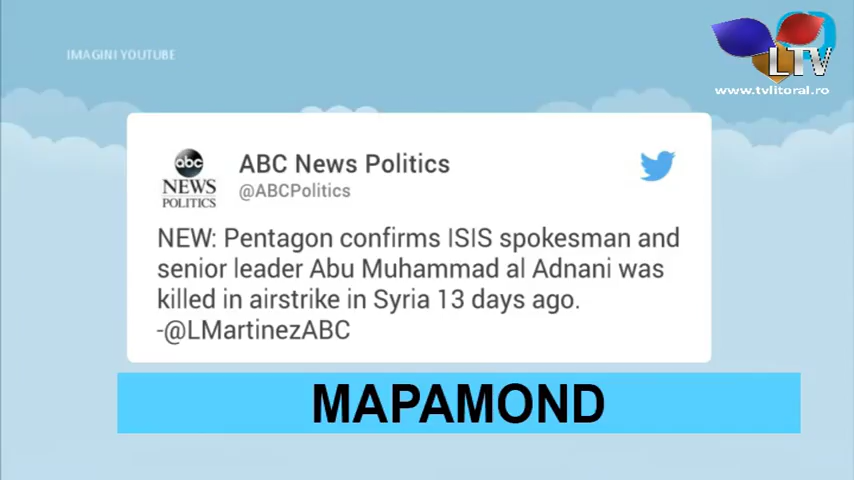 IMAGINI YOUTUBE
LTV
www.tvlitoral.ro
abc
NEWS
POLITICS
ABC News Politics
@ABCPolitics
NEW: Pentagon confirms ISIS spokesman and
senior leader Abu Muhammad al Adnani was
killed in airstrike in Syria 13 days ago.
-@LMartinezABC
MAPAMOND